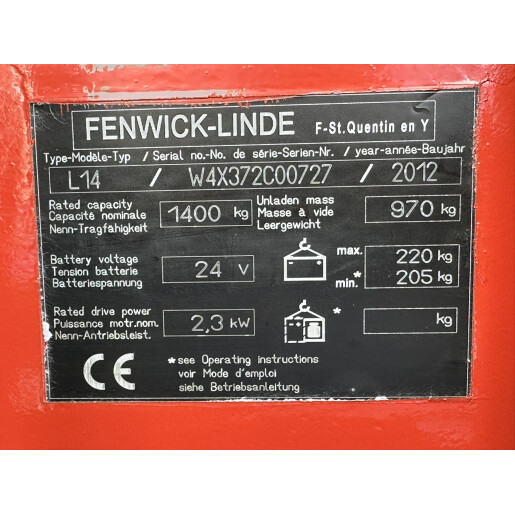 FENWICK-LINDE F-St.Quentin en Y
Type-Modèle-Typ / Serial no.-No. de série-Serien-Nr. / year-année-Baujahr
L14 / W4X372C00727 / 2012
Rated capacity
Capacité nominale 1400 kg
Nenn-Tragfähigkeit
Unladen mass
Masse à vide 970 kg
Leergewicht
Battery voltage
Tension batterie 24 V
Batteriespannung
max. 220 kg
min.* 205 kg
Rated drive power
Puissance motr.nom. 2,3 kW
Nenn-Antriebsleist.
* kg
CE
*see Operating instructions
voir Mode d'emploi
siehe Betriebsanleitung